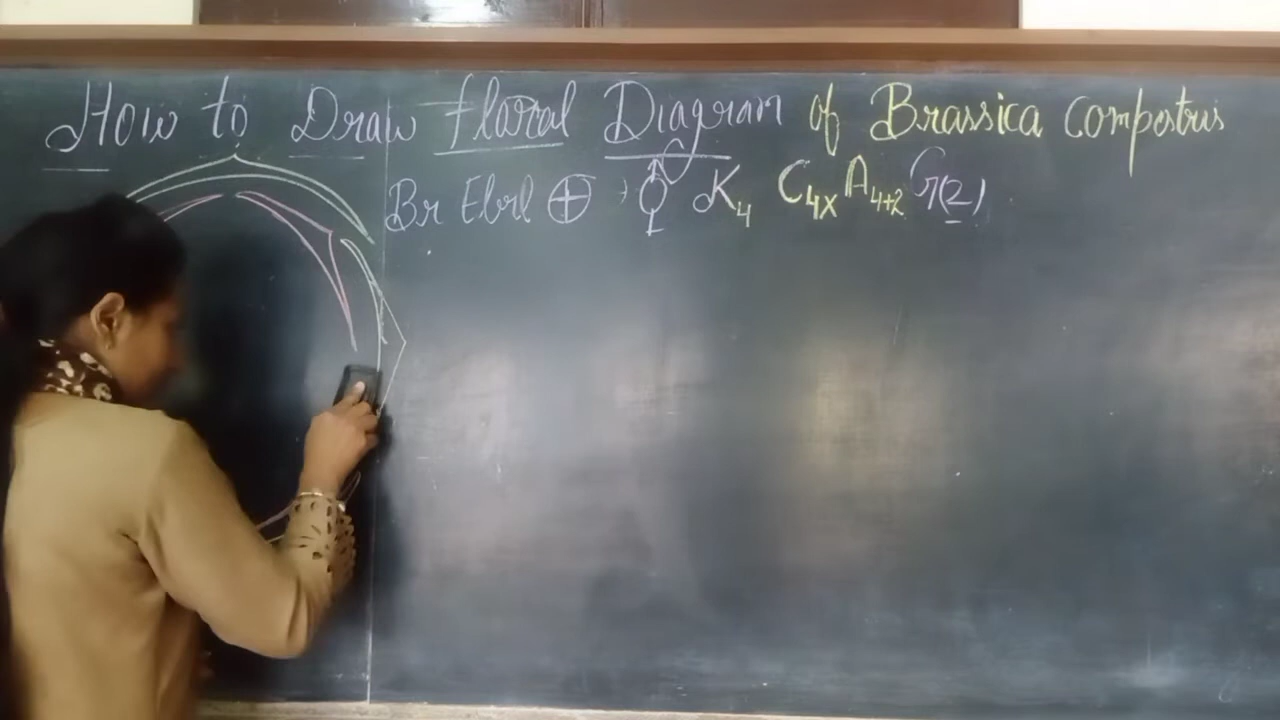 How to Draw Floral Diagram of Brassica Compestris
Br Ebrl ⊕ ⚥ K4 C4x A4+2 G(2)